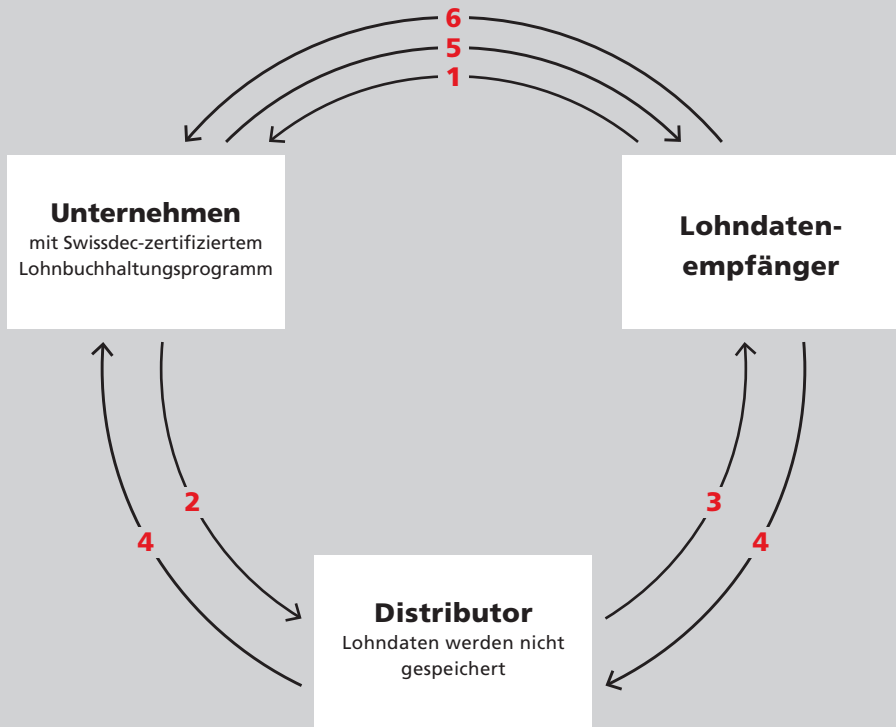 6
5
1
Unternehmen
mit Swissdec-zertifiziertem
Lohnbuchhaltungsprogramm
Lohndaten-
empfänger
2
3
4
4
Distributor
Lohndaten werden nicht
gespeichert